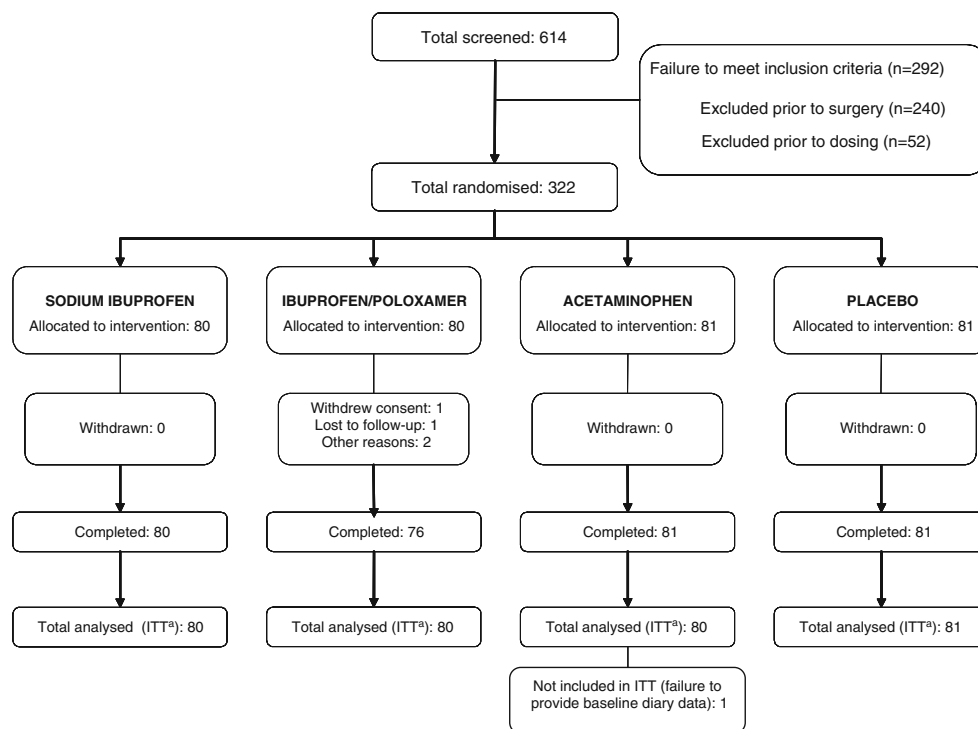 Total screened: 614
Failure to meet inclusion criteria (n=292)
Excluded prior to surgery (n=240)
Excluded prior to dosing (n=52)
Total randomised: 322
SODIUM IBUPROFEN
Allocated to intervention: 80
IBUPROFEN/POLOXAMER
Allocated to intervention: 80
ACETAMINOPHEN
Allocated to intervention: 81
PLACEBO
Allocated to intervention: 81
Withdrawn: 0
Withdrew consent: 1
Lost to follow-up: 1
Other reasons: 2
Withdrawn: 0
Withdrawn: 0
Completed: 80
Completed: 76
Completed: 81
Completed: 81
Total analysed (ITTᵃ): 80
Total analysed (ITTᵃ): 80
Total analysed (ITTᵃ): 80
Total analysed (ITTᵃ): 81
Not included in ITT (failure to
provide baseline diary data): 1